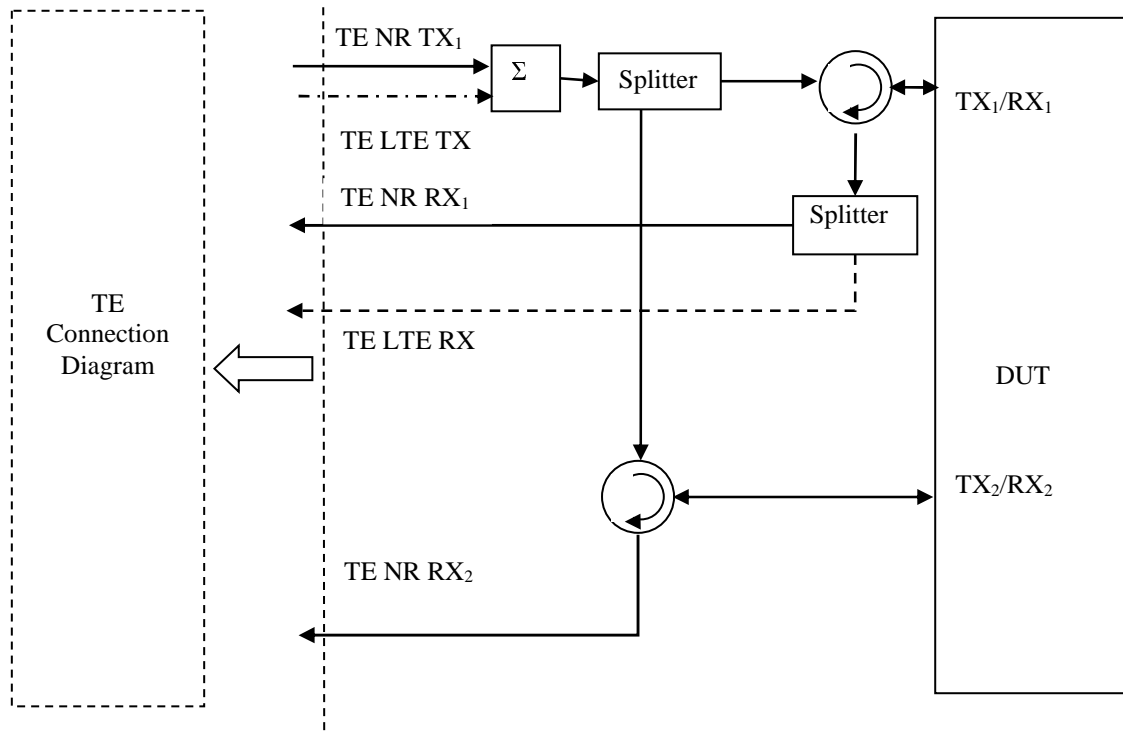 TE NR TX₁
Σ
Splitter
TX₁/RX₁
TE LTE TX
TE NR RX₁
Splitter
TE
Connection
Diagram
TE LTE RX
DUT
TX₂/RX₂
TE NR RX₂